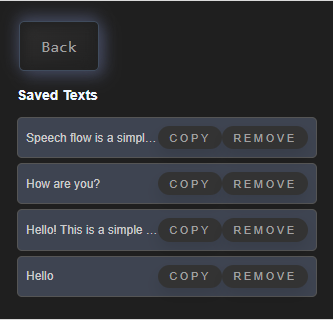 Back
Saved Texts
Speech flow is a simpl... COPY REMOVE
How are you? COPY REMOVE
Hello! This is a simple ... COPY REMOVE
Hello COPY REMOVE